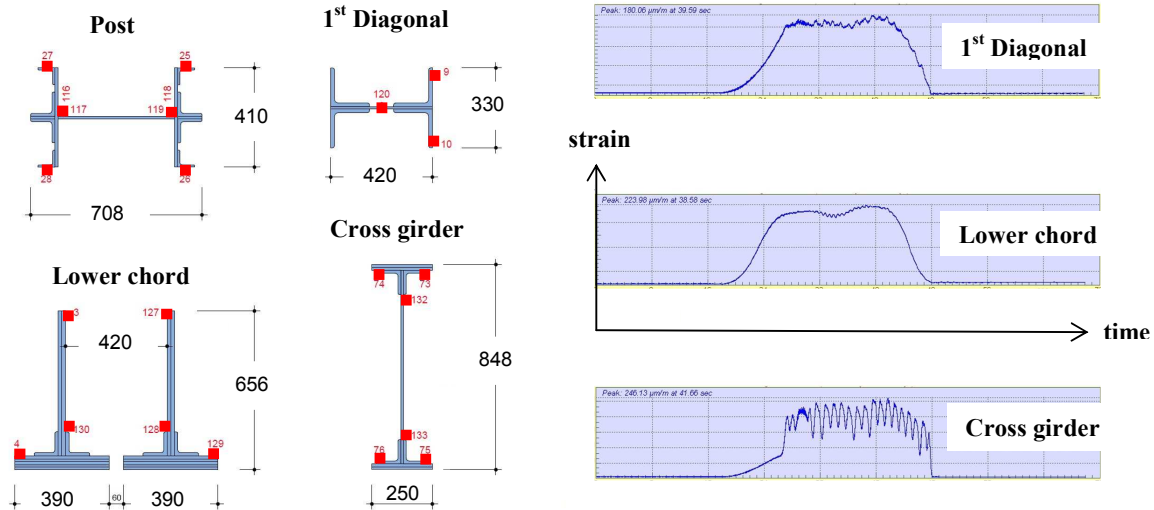 Post
27
25
116
117
118
119
410
28
26
708
1st Diagonal
9
120
330
10
420
Lower chord
3
127
420
656
130
128
4
129
390
60
390
Cross girder
74
73
132
848
133
76
75
250
Peak: 180.06 µm/m at 39.59 sec
1st Diagonal
strain
Peak: 223.98 µm/m at 38.58 sec
Lower chord
time
Peak: 246.13 µm/m at 41.66 sec
Cross girder